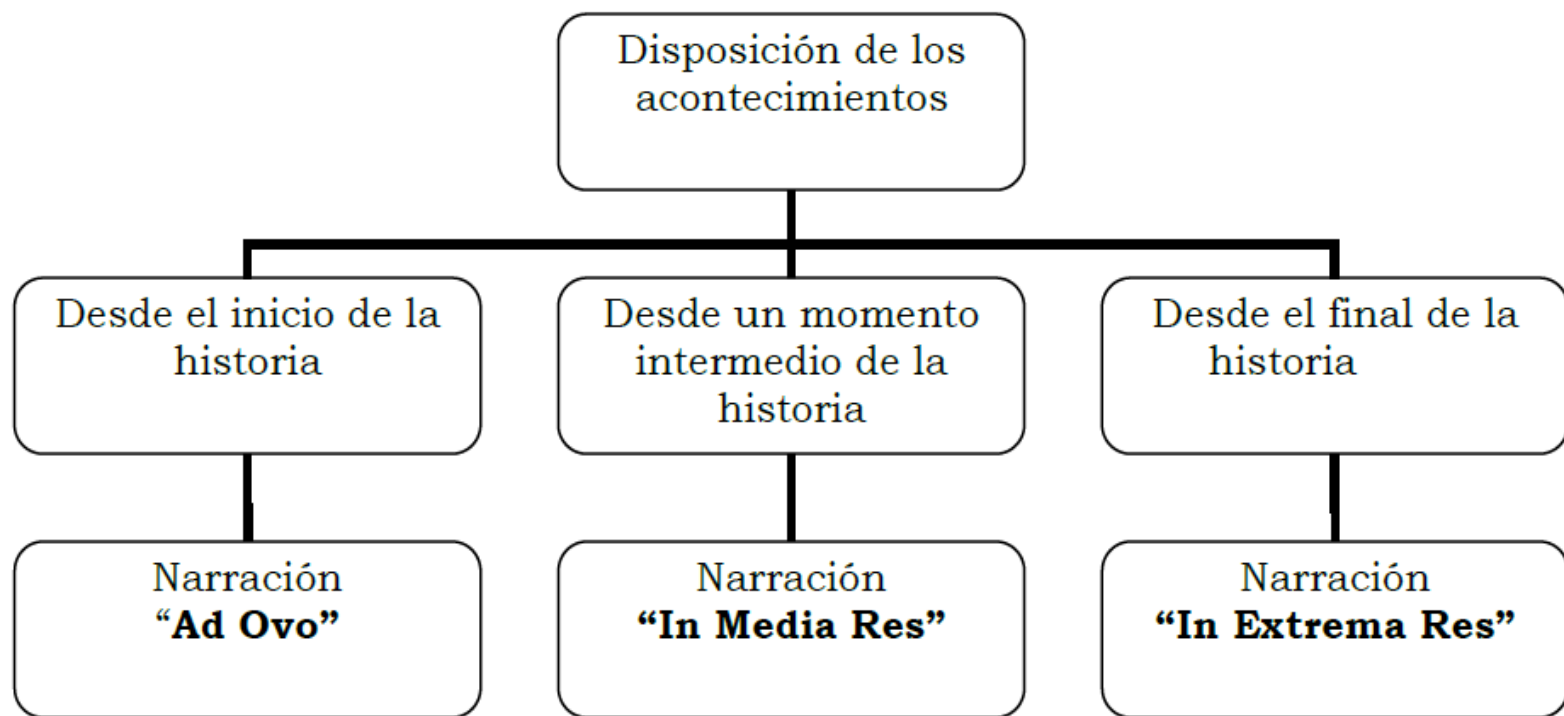 Disposición de los
acontecimientos
Desde el inicio de la
historia
Desde un momento
intermedio de la
historia
Desde el final de la
historia
Narración
“Ad Ovo”
Narración
“In Media Res”
Narración
“In Extrema Res”